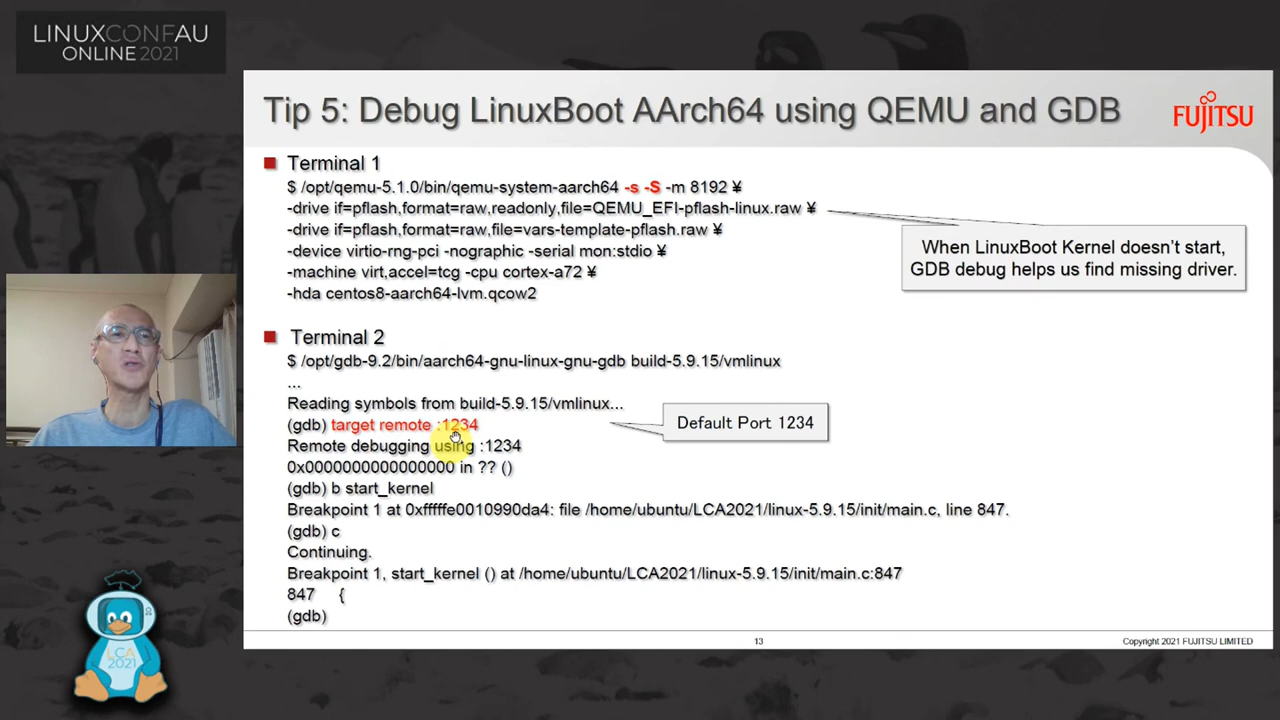 LINUXCONFAU
ONLINE 2021
Tip 5: Debug LinuxBoot AArch64 using QEMU and GDB
FUJITSU
Terminal 1
$ /opt/qemu-5.1.0/bin/qemu-system-aarch64 -s -S -m 8192 ¥
-drive if=pflash,format=raw,readonly,file=QEMU_EFI-pflash-linux.raw ¥
-drive if=pflash,format=raw,file=vars-template-pflash.raw ¥
-device virtio-rng-pci -nographic -serial mon:stdio ¥
-machine virt,accel=tcg -cpu cortex-a72 ¥
-hda centos8-aarch64-lvm.qcow2
When LinuxBoot Kernel doesn't start,
GDB debug helps us find missing driver.
Terminal 2
$ /opt/gdb-9.2/bin/aarch64-gnu-linux-gnu-gdb build-5.9.15/vmlinux
...
Reading symbols from build-5.9.15/vmlinux...
(gdb) target remote :1234
Default Port 1234
Remote debugging using :1234
0x0000000000000000 in ?? ()
(gdb) b start_kernel
Breakpoint 1 at 0xfffffe0010990da4: file /home/ubuntu/LCA2021/linux-5.9.15/init/main.c, line 847.
(gdb) c
Continuing.
Breakpoint 1, start_kernel () at /home/ubuntu/LCA2021/linux-5.9.15/init/main.c:847
847 {
(gdb)
13
Copyright 2021 FUJITSU LIMITED
LCA
2021